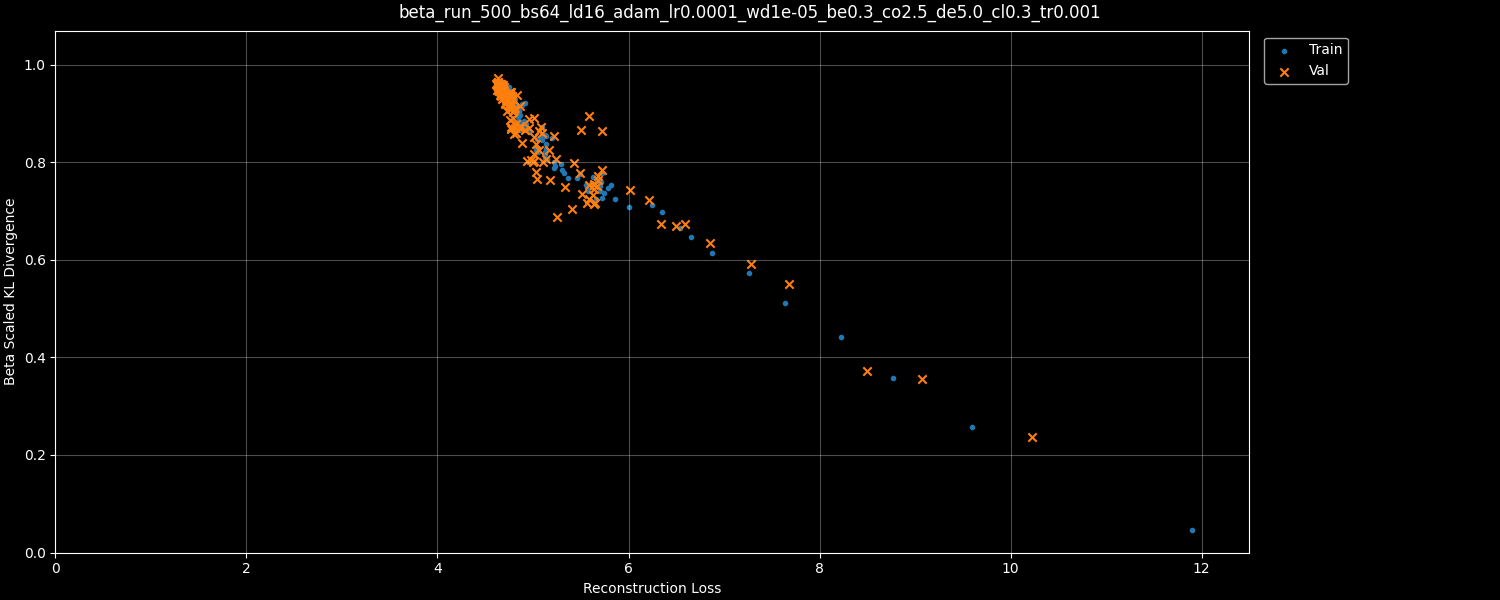 beta_run_500_bs64_ld16_adam_lr0.0001_wd1e-05_be0.3_co2.5_de5.0_cl0.3_tr0.001
Train
Val
1.0
0.8
0.6
0.4
0.2
0.0
Beta Scaled KL Divergence
0 2 4 6 8 10 12
Reconstruction Loss